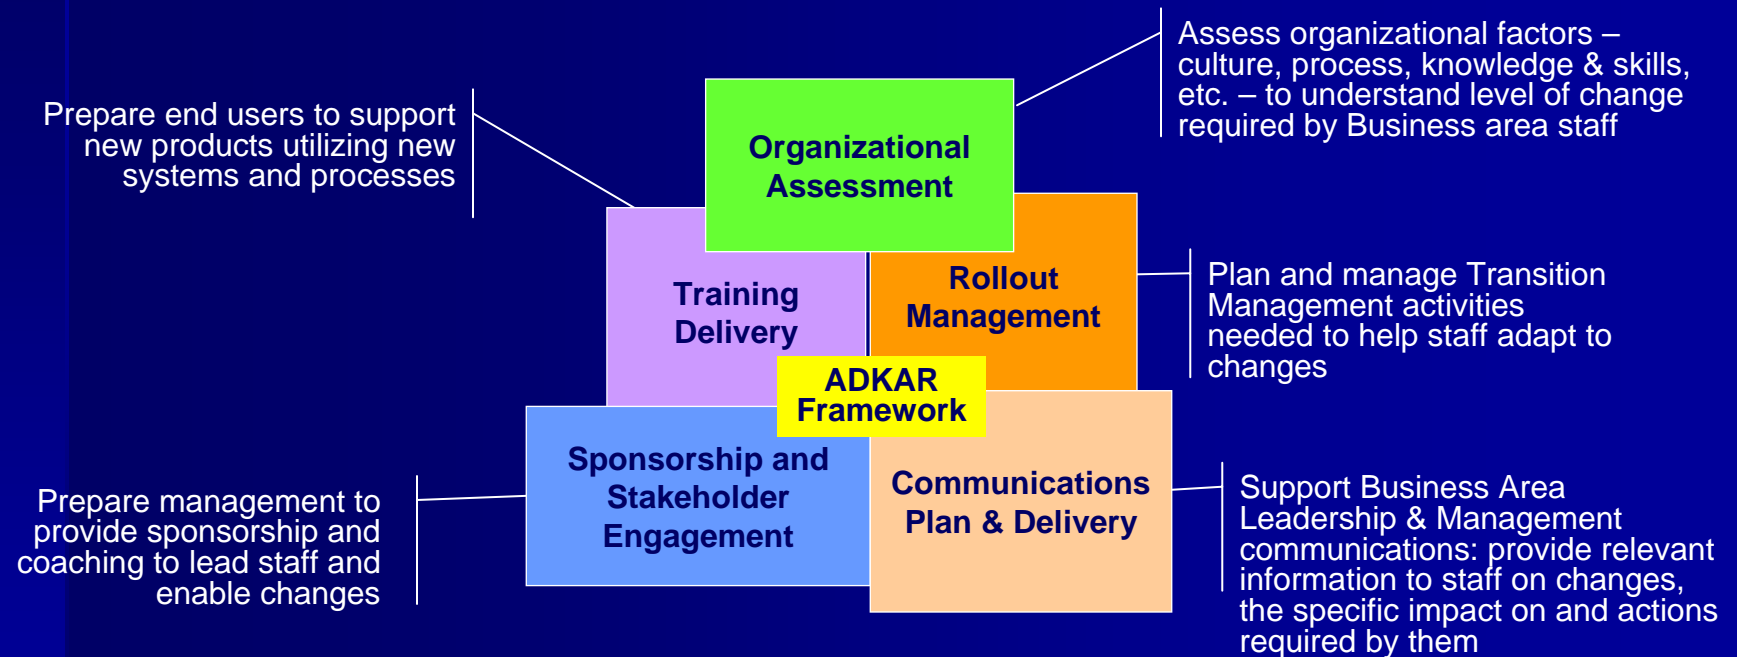 Assess organizational factors –
culture, process, knowledge & skills,
etc. – to understand level of change
required by Business area staff
Prepare end users to support
new products utilizing new
systems and processes
Organizational
Assessment
Training
Delivery
Rollout
Management
Plan and manage Transition
Management activities
needed to help staff adapt to
changes
ADKAR
Framework
Sponsorship and
Stakeholder
Engagement
Communications
Plan & Delivery
Prepare management to
provide sponsorship and
coaching to lead staff and
enable changes
Support Business Area
Leadership & Management
communications: provide relevant
information to staff on changes,
the specific impact on and actions
required by them